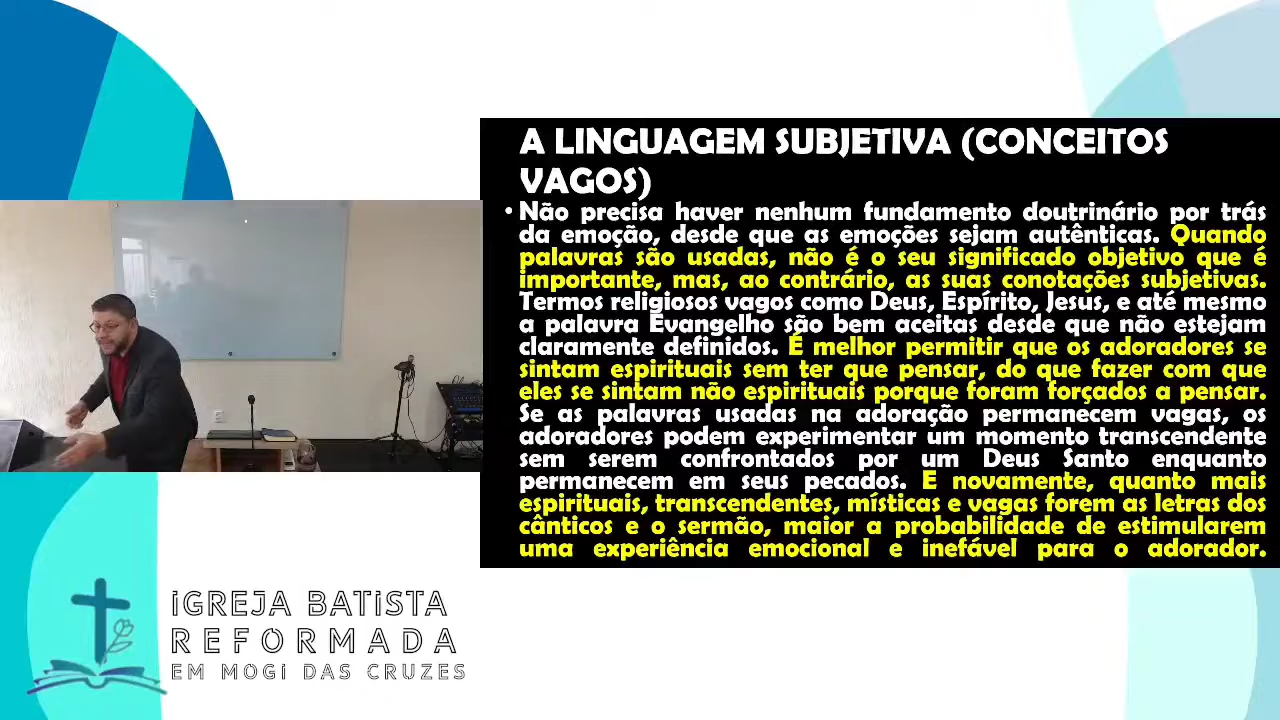 A LINGUAGEM SUBJETIVA (CONCEITOS
VAGOS)
• Não precisa haver nenhum fundamento doutrinário por trás
da emoção, desde que as emoções sejam autênticas. Quando
palavras são usadas, não é o seu significado objetivo que é
importante, mas, ao contrário, as suas conotações subjetivas.
Termos religiosos vagos como Deus, Espírito, Jesus, e até mesmo
a palavra Evangelho são bem aceitas desde que não estejam
claramente definidos. É melhor permitir que os adoradores se
sintam espirituais sem ter que pensar, do que fazer com que
eles se sintam não espirituais porque foram forçados a pensar.
Se as palavras usadas na adoração permanecem vagas, os
adoradores podem experimentar um momento transcendente
sem serem confrontados por um Deus Santo enquanto
permanecem em seus pecados. E novamente, quanto mais
espirituais, transcendentes, místicas e vagas forem as letras dos
cânticos e o sermão, maior a probabilidade de estimularem
uma experiência emocional e inefável para o adorador.
iGREJA BATiSTA
REFORMADA
EM MOGi DAS CRUZES